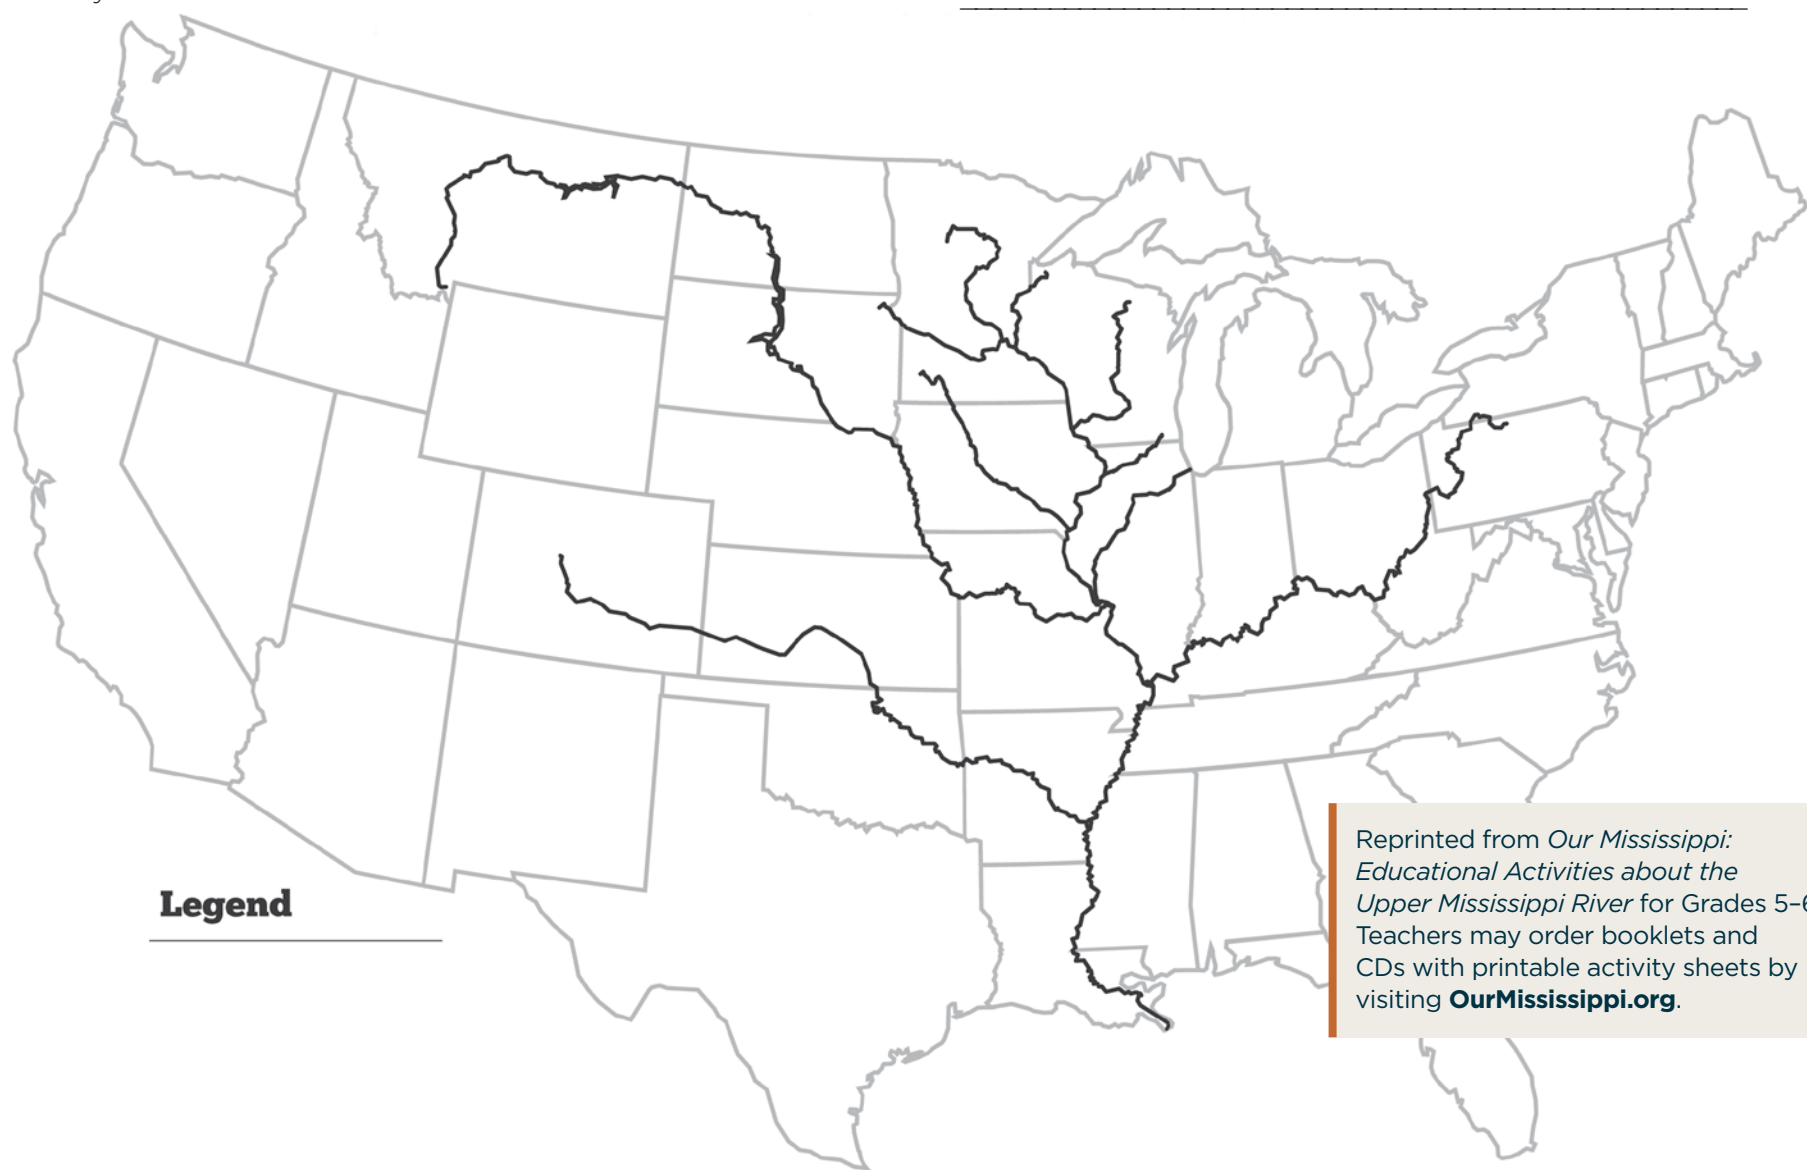 Legend
Reprinted from Our Mississippi:
Educational Activities about the
Upper Mississippi River for Grades 5–6
Teachers may order booklets and
CDs with printable activity sheets by
visiting OurMississippi.org.